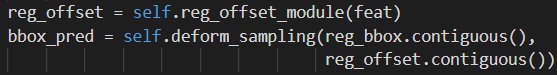 reg_offset = self.reg_offset_module(feat)
bbox_pred = self.deform_sampling(reg_bbox.contiguous(),
reg_offset.contiguous())